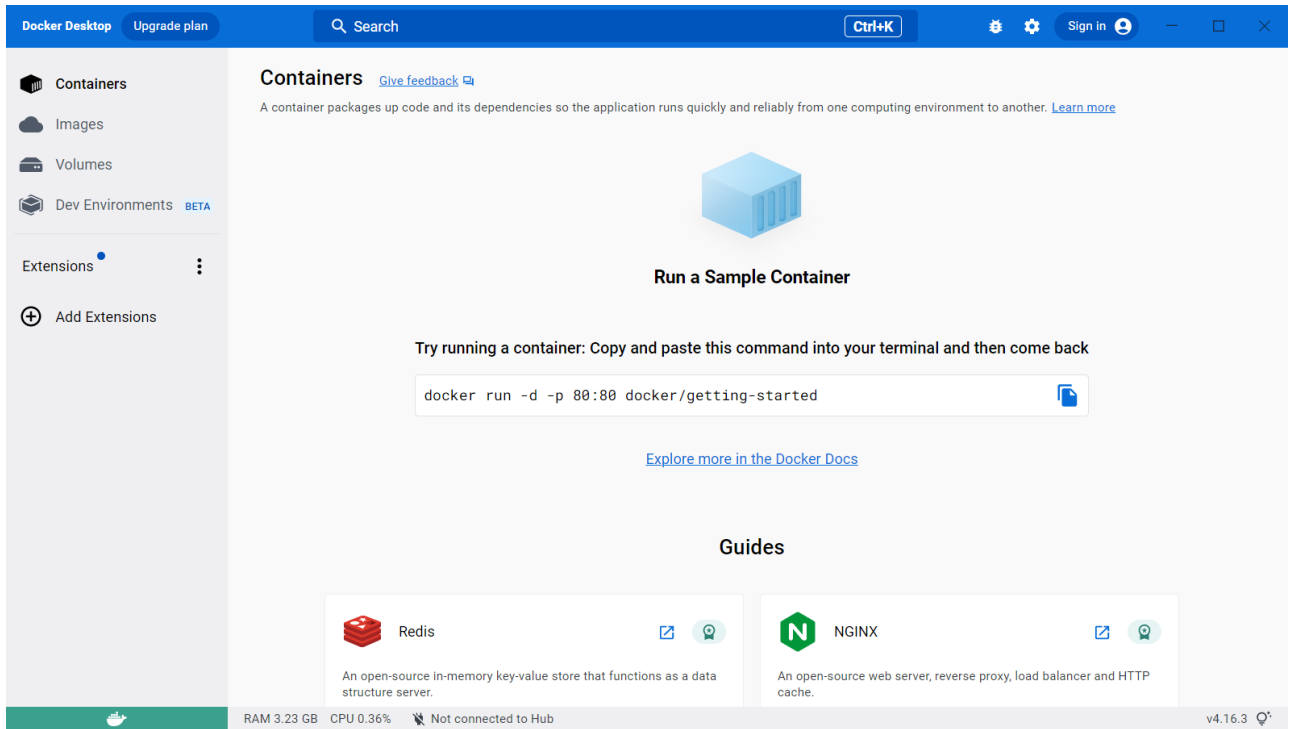 Docker Desktop Upgrade plan Search Ctrl+K Sign in
Containers
Images
Volumes
Dev Environments BETA
Extensions
Add Extensions
Containers Give feedback
A container packages up code and its dependencies so the application runs quickly and reliably from one computing environment to another. Learn more
Run a Sample Container
Try running a container: Copy and paste this command into your terminal and then come back
docker run -d -p 80:80 docker/getting-started
Explore more in the Docker Docs
Guides
Redis
An open-source in-memory key-value store that functions as a data
structure server.
NGINX
An open-source web server, reverse proxy, load balancer and HTTP
cache.
RAM 3.23 GB CPU 0.36% Not connected to Hub v4.16.3